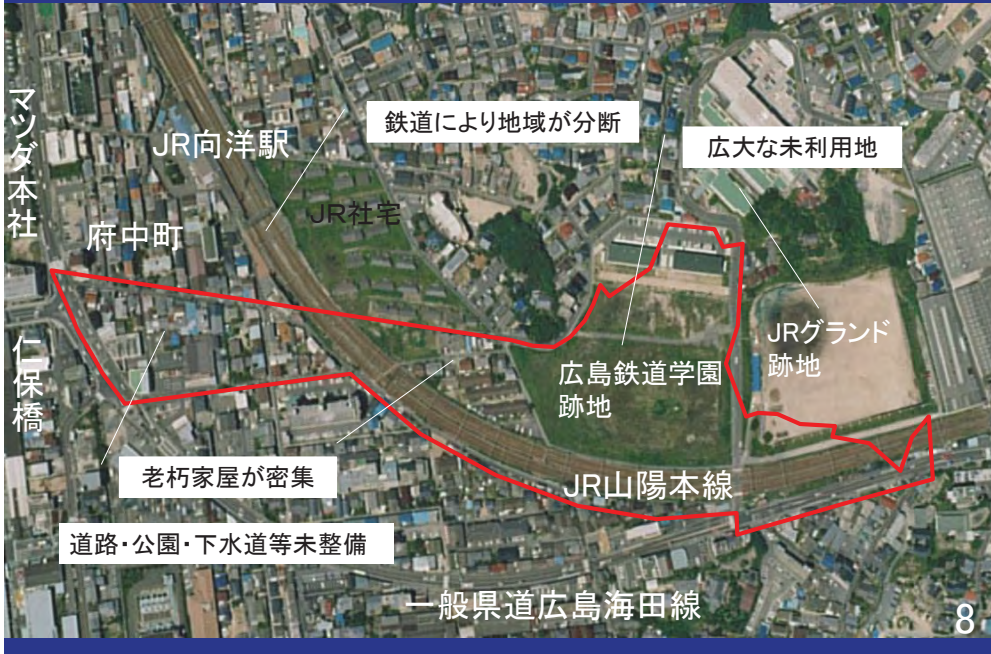 マツダ本社
JR向洋駅
鉄道により地域が分断
広大な未利用地
JR社宅
府中町
仁保橋
JRグランド
跡地
広島鉄道学園
跡地
老朽家屋が密集
JR山陽本線
道路・公園・下水道等未整備
一般県道広島海田線
8